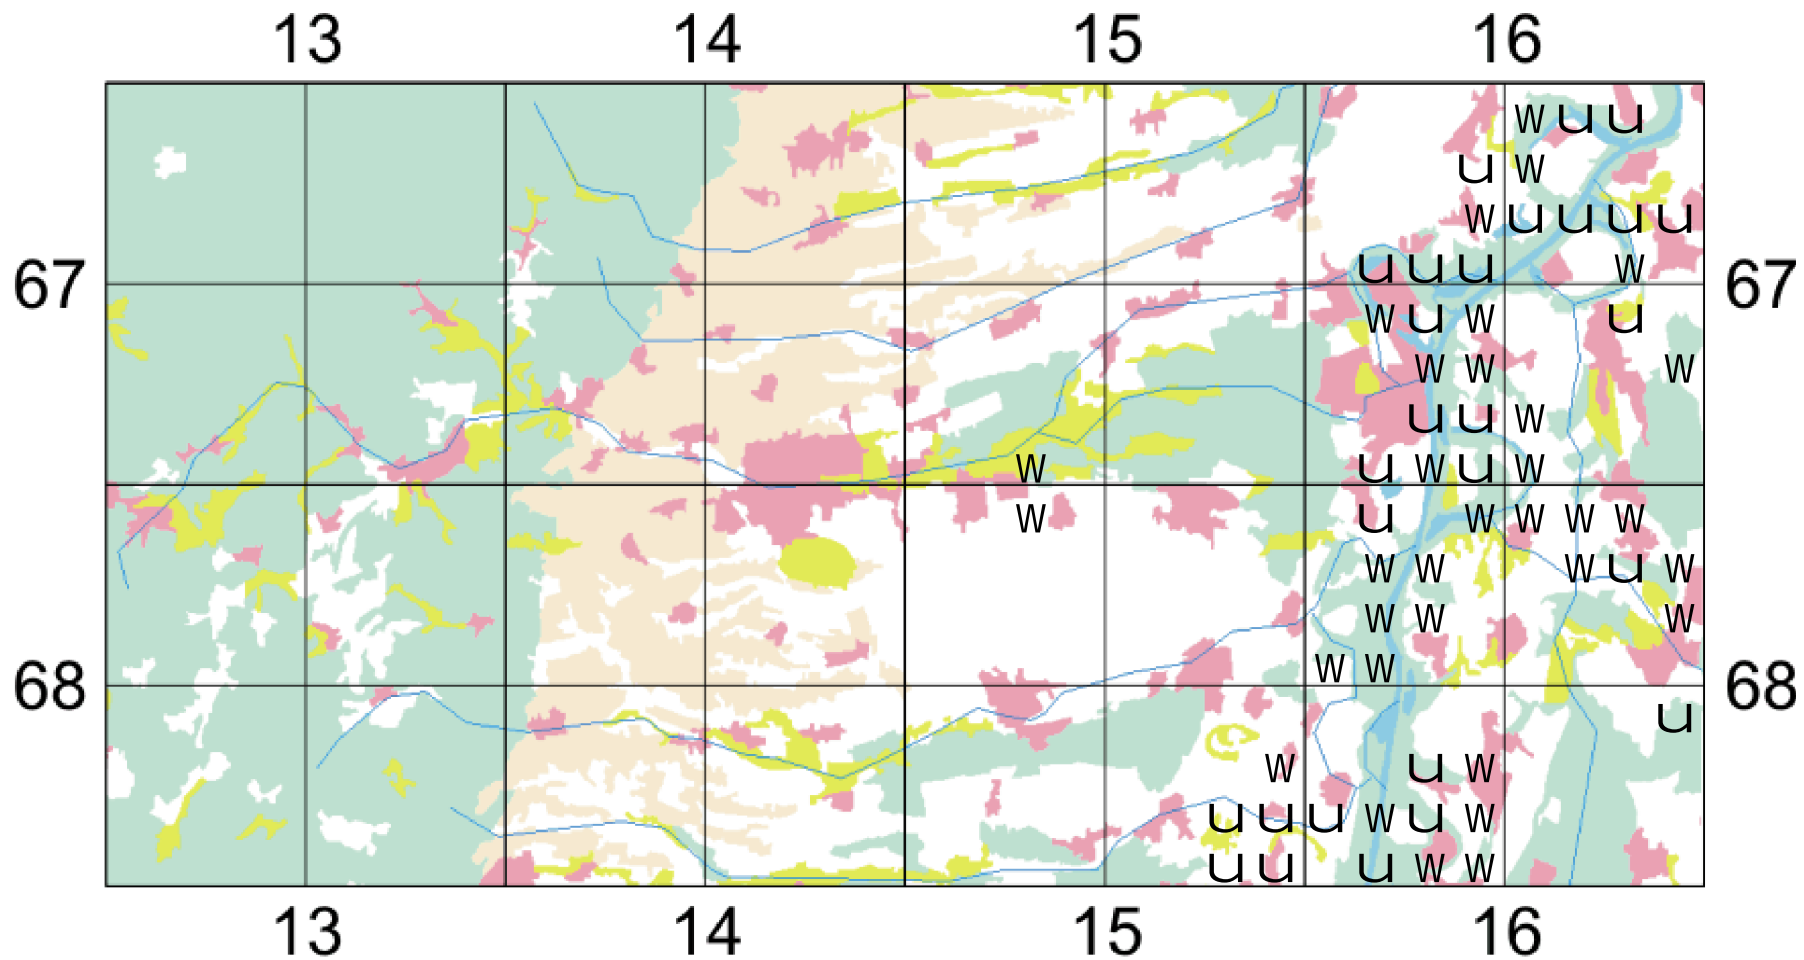 13 14 15 16
w u u
u w
w u u u u
67 u u u w 67
w u w u
w w w
u u w
w u w u w
w u w w w w
w w w u w
w w w
68 w w 68
u
w u w
u u u w u w
u u u w w
13 14 15 16